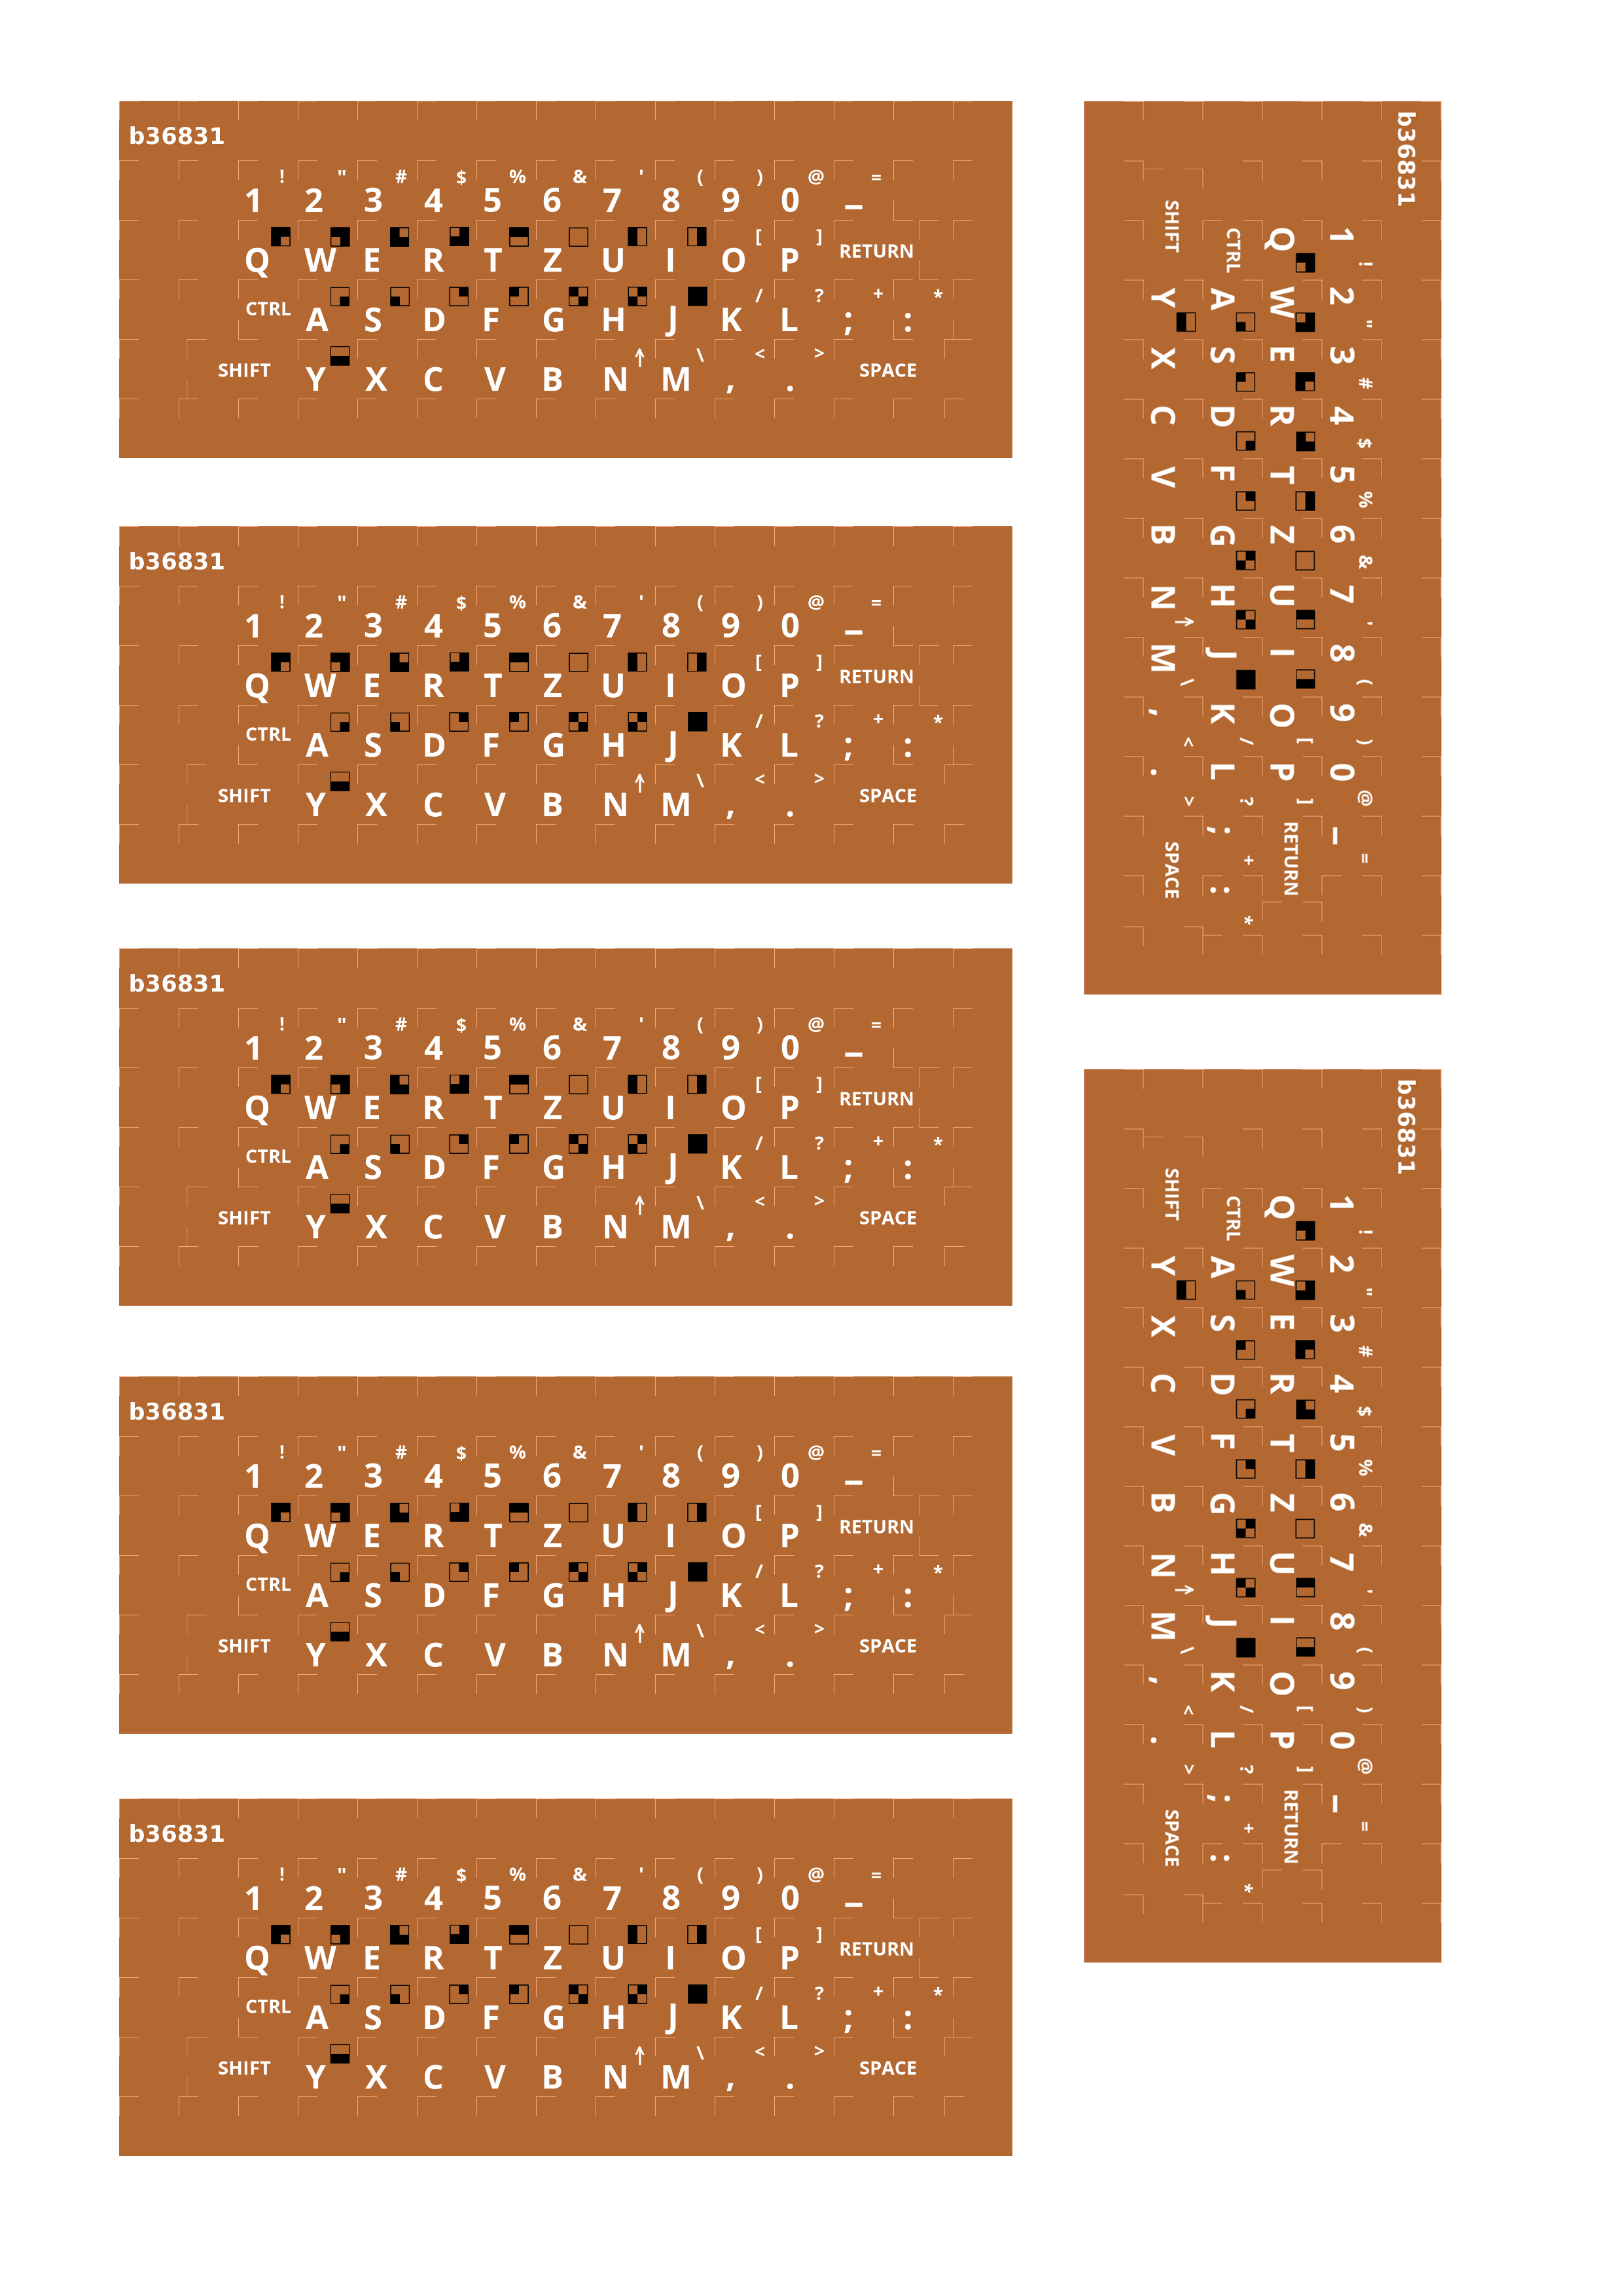 b36831
! " # $ % & ' ( ) @ =
1 2 3 4 5 6 7 8 9 0 –
[ ]
Q W E R T Z U I O P RETURN
/ ? + *
CTRL A S D F G H J K L ; :
↑ \ < >
SHIFT Y X C V B N M , . SPACE
b36831
! " # $ % & ' ( ) @ =
1 2 3 4 5 6 7 8 9 0 –
[ ]
Q W E R T Z U I O P RETURN
/ ? + *
CTRL A S D F G H J K L ; :
↑ \ < >
SHIFT Y X C V B N M , . SPACE
b36831
! " # $ % & ' ( ) @ =
1 2 3 4 5 6 7 8 9 0 –
[ ]
Q W E R T Z U I O P RETURN
/ ? + *
CTRL A S D F G H J K L ; :
↑ \ < >
SHIFT Y X C V B N M , . SPACE
b36831
! " # $ % & ' ( ) @ =
1 2 3 4 5 6 7 8 9 0 –
[ ]
Q W E R T Z U I O P RETURN
/ ? + *
CTRL A S D F G H J K L ; :
↑ \ < >
SHIFT Y X C V B N M , . SPACE
b36831
! " # $ % & ' ( ) @ =
1 2 3 4 5 6 7 8 9 0 –
[ ]
Q W E R T Z U I O P RETURN
/ ? + *
CTRL A S D F G H J K L ; :
↑ \ < >
SHIFT Y X C V B N M , . SPACE
b36831
! " # $ % & ' ( ) @ =
1 2 3 4 5 6 7 8 9 0 –
[ ]
Q W E R T Z U I O P RETURN
/ ? + *
CTRL A S D F G H J K L ; :
↑ \ < >
SHIFT Y X C V B N M , . SPACE
b36831
! " # $ % & ' ( ) @ =
1 2 3 4 5 6 7 8 9 0 –
[ ]
Q W E R T Z U I O P RETURN
/ ? + *
CTRL A S D F G H J K L ; :
↑ \ < >
SHIFT Y X C V B N M , . SPACE